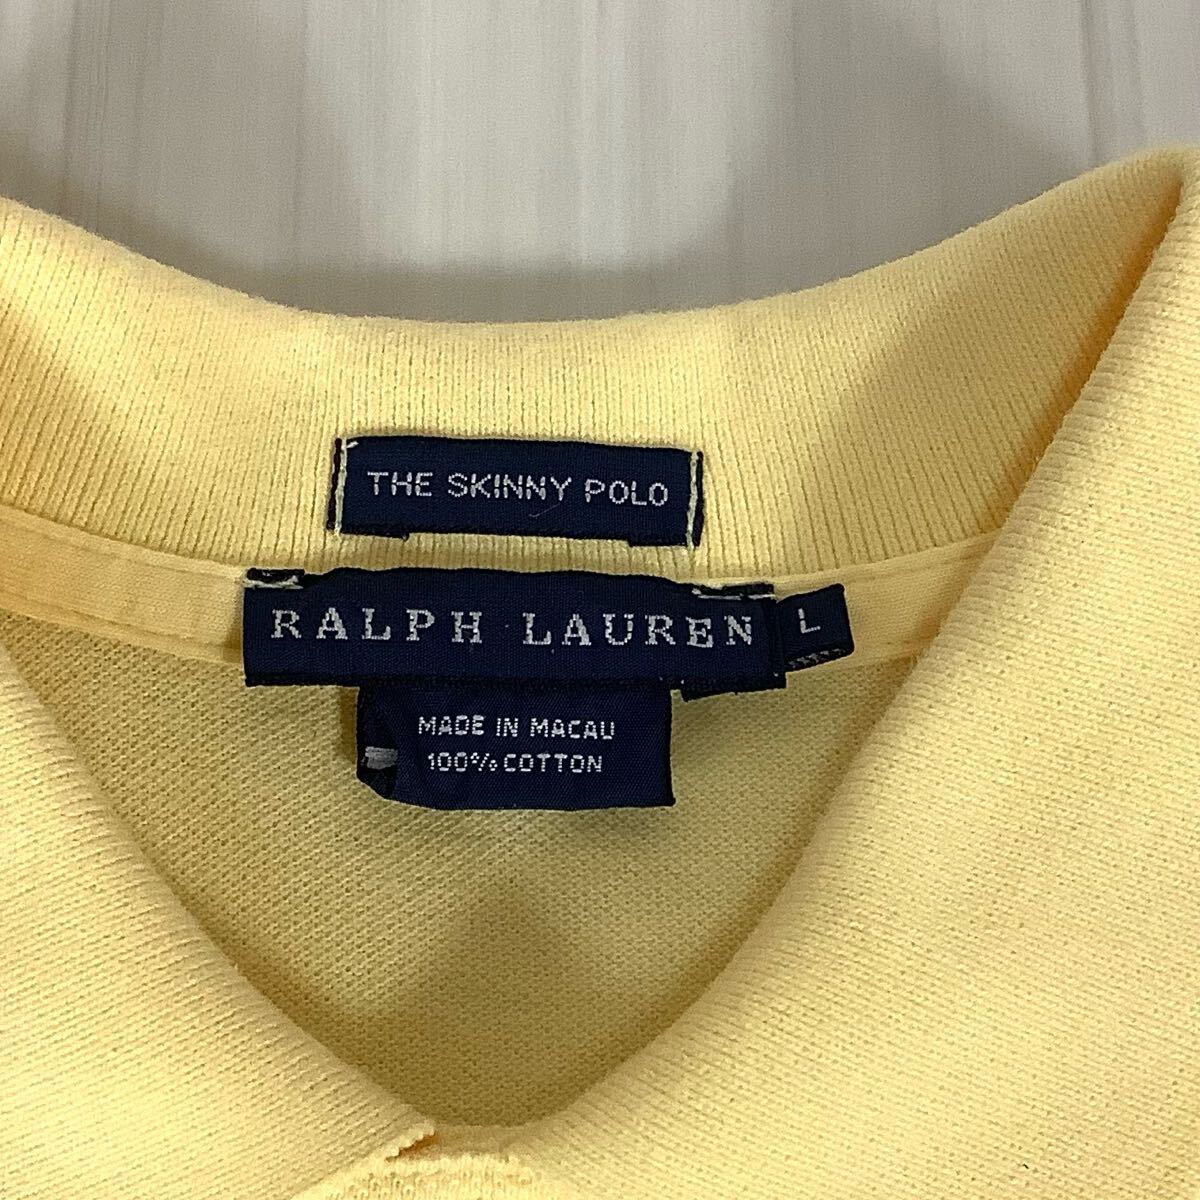 THE SKINNY POLO
RALPH LAUREN
L
MADE IN MACAU
100% COTTON